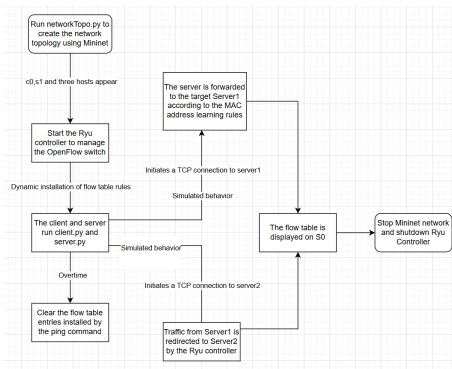 Run networkTopo.py to
create the network
topology using Mininet
c0,s1 and three hosts appear
Start the Ryu
controller to manage
the OpenFlow switch
Dynamic installation of flow table rules
The client and server
run client.py and
server.py
Overtime
Clear the flow table
entries installed by
the ping command
The server is forwarded
to the target Server1
according to the MAC
address learning rules
Initiates a TCP connection to server1
Simulated behavior
Simulated behavior
Initiates a TCP connection to server2
Traffic from Server1 is
redirected to Server2
by the Ryu controller
The flow table is
displayed on S0
Stop Mininet network
and shutdown Ryu
Controller